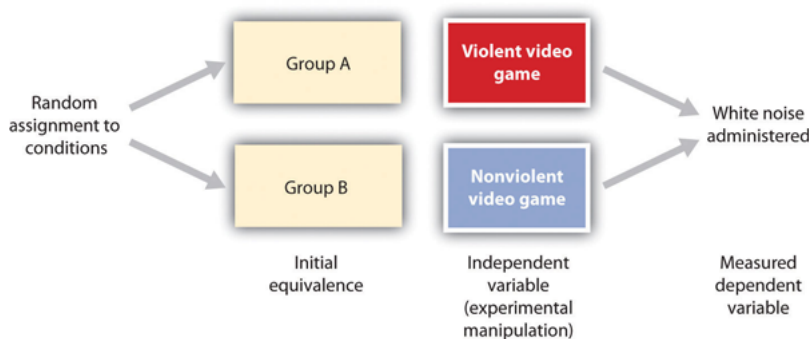 Random
assignment to
conditions
Group A
Group B
Violent video
game
Nonviolent
video game
White noise
administered
Initial
equivalence
Independent
variable
(experimental
manipulation)
Measured
dependent
variable